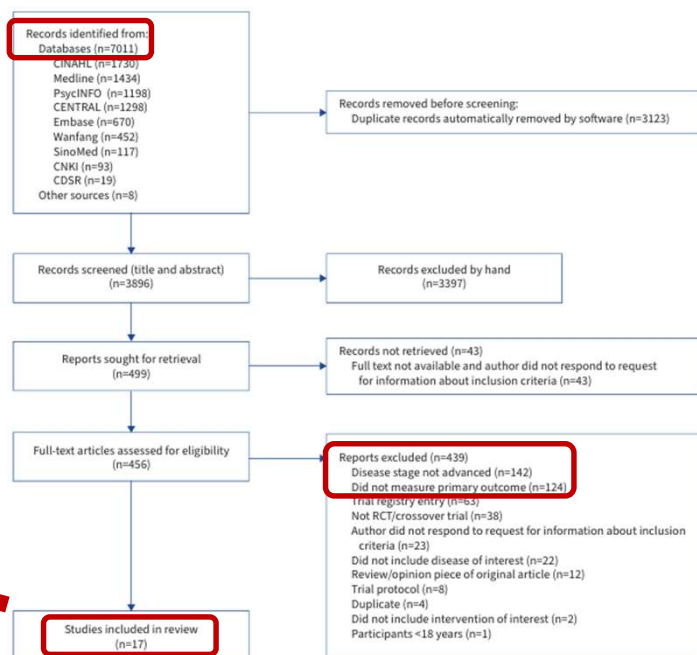 Records identified from:
Databases (n=7011)
CINAHL (n=1730)
Medline (n=1434)
PsycINFO (n=1198)
CENTRAL (n=1298)
Embase (n=670)
Wanfang (n=452)
SinoMed (n=117)
CNKI (n=93)
CDSR (n=19)
Other sources (n=8)
Records removed before screening:
Duplicate records automatically removed by software (n=3123)
Records screened (title and abstract)
(n=3896)
Records excluded by hand
(n=3397)
Reports sought for retrieval
(n=499)
Records not retrieved (n=43)
Full text not available and author did not respond to request
for information about inclusion criteria (n=43)
Full-text articles assessed for eligibility
(n=456)
Reports excluded (n=439)
Disease stage not advanced (n=142)
Did not measure primary outcome (n=124)
Trial registry entry (n=63)
Not RCT/crossover trial (n=38)
Author did not respond to request for information about inclusion
criteria (n=23)
Did not include disease of interest (n=22)
Review/opinion piece of original article (n=12)
Trial protocol (n=8)
Duplicate (n=4)
Did not include intervention of interest (n=2)
Participants <18 years (n=1)
Studies included in review
(n=17)